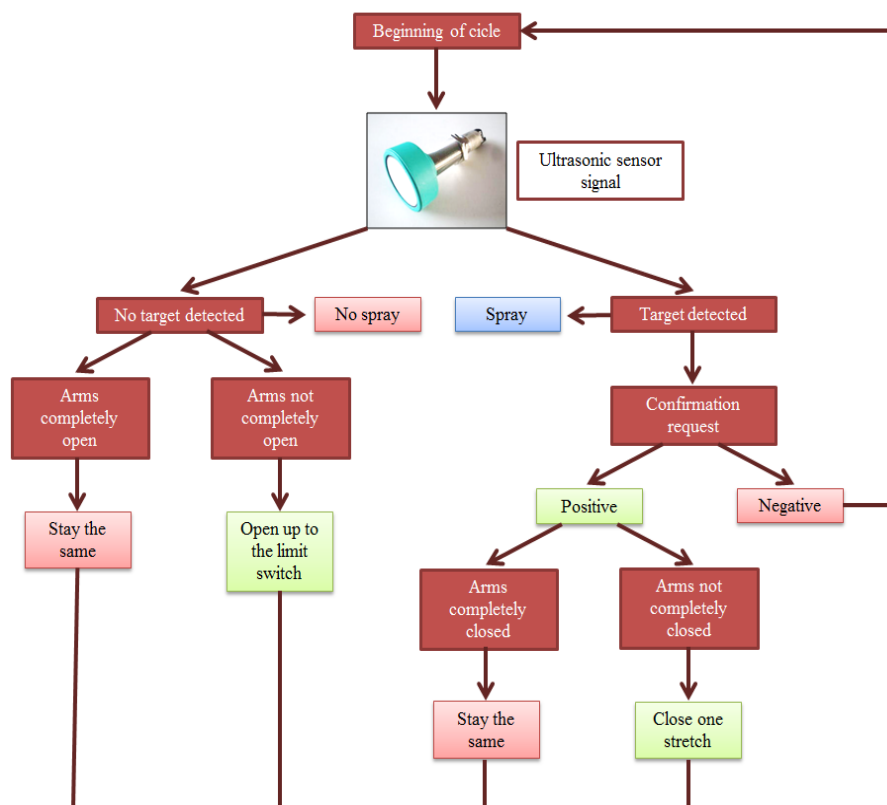 Beginning of cicle
Ultrasonic sensor
signal
No target detected
No spray
Spray
Target detected
Arms
completely
open
Arms not
completely
open
Confirmation
request
Stay the
same
Open up to
the limit
switch
Positive
Negative
Arms
completely
closed
Arms not
completely
closed
Stay the
same
Close one
stretch